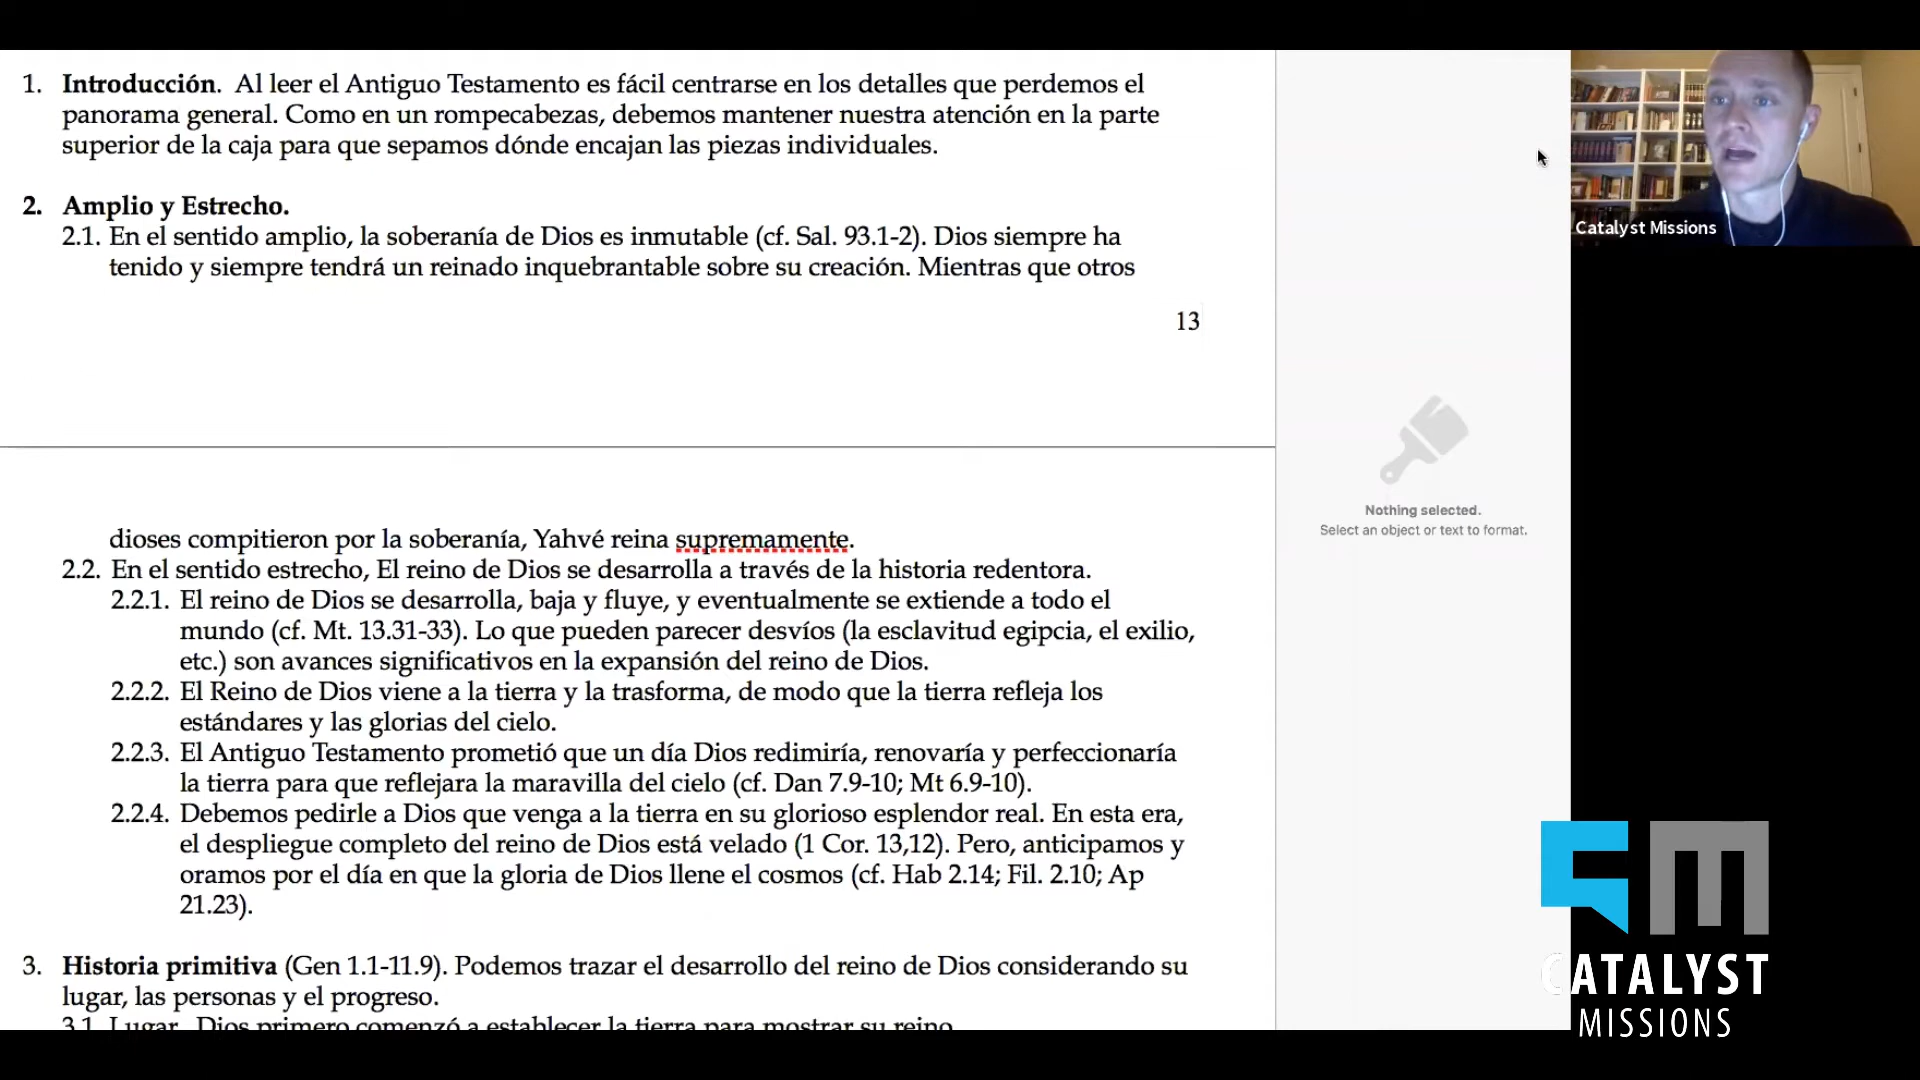 1. Introducción. Al leer el Antiguo Testamento es fácil centrarse en los detalles que perdemos el
panorama general. Como en un rompecabezas, debemos mantener nuestra atención en la parte
superior de la caja para que sepamos dónde encajan las piezas individuales.
2. Amplio y Estrecho.
2.1. En el sentido amplio, la soberanía de Dios es inmutable (cf. Sal. 93.1-2). Dios siempre ha
tenido y siempre tendrá un reinado inquebrantable sobre su creación. Mientras que otros
13
dioses compitieron por la soberanía, Yahvé reina supremamente.
2.2. En el sentido estrecho, El reino de Dios se desarrolla a través de la historia redentora.
2.2.1. El reino de Dios se desarrolla, baja y fluye, y eventualmente se extiende a todo el
mundo (cf. Mt. 13.31-33). Lo que pueden parecer desvíos (la esclavitud egipcia, el exilio,
etc.) son avances significativos en la expansión del reino de Dios.
2.2.2. El Reino de Dios viene a la tierra y la trasforma, de modo que la tierra refleja los
estándares y las glorias del cielo.
2.2.3. El Antiguo Testamento prometió que un día Dios redimiría, renovaría y perfeccionaría
la tierra para que reflejara la maravilla del cielo (cf. Dan 7.9-10; Mt 6.9-10).
2.2.4. Debemos pedirle a Dios que venga a la tierra en su glorioso esplendor real. En esta era,
el despliegue completo del reino de Dios está velado (1 Cor. 13,12). Pero, anticipamos y
oramos por el día en que la gloria de Dios llene el cosmos (cf. Hab 2.14; Fil. 2.10; Ap
21.23).
3. Historia primitiva (Gen 1.1-11.9). Podemos trazar el desarrollo del reino de Dios considerando su
lugar, las personas y el progreso.
3.1. Lugar. Dios primero comenzó a establecer la tierra para mostrar su reino
Nothing selected.
Select an object or text to format.
Catalyst Missions
CATALYST
MISSIONS